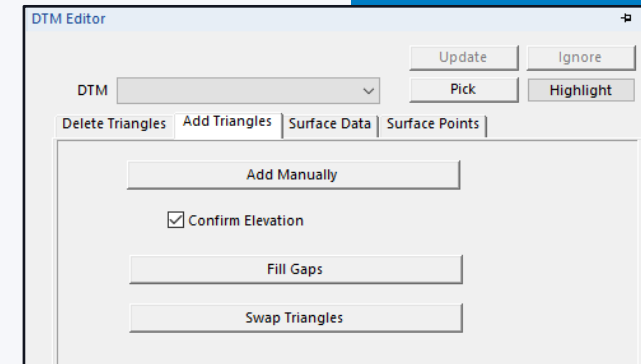 DTM Editor
Update Ignore
DTM Pick Highlight
Delete Triangles Add Triangles Surface Data Surface Points
Add Manually
Confirm Elevation
Fill Gaps
Swap Triangles